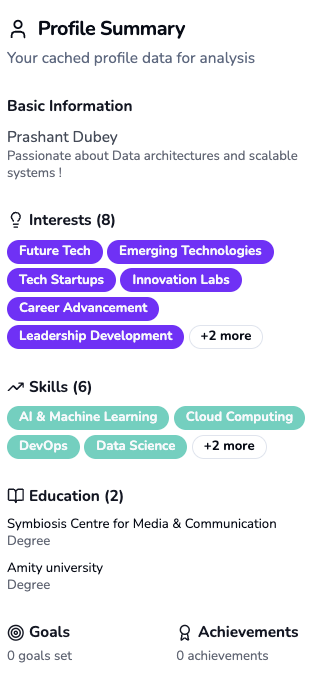 Profile Summary
Your cached profile data for analysis
Basic Information
Prashant Dubey
Passionate about Data architectures and scalable
systems !
Interests (8)
Future Tech Emerging Technologies
Tech Startups Innovation Labs
Career Advancement
Leadership Development +2 more
Skills (6)
AI & Machine Learning Cloud Computing
DevOps Data Science +2 more
Education (2)
Symbiosis Centre for Media & Communication
Degree
Amity university
Degree
Goals Achievements
0 goals set 0 achievements